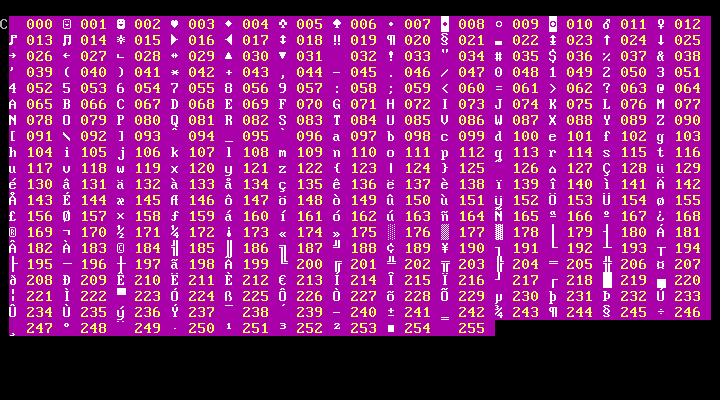 C   000 ☺ 001 ☻ 002 ♥ 003 ♦ 004 ♣ 005 ♠ 006 • 007 ◘ 008 ○ 009 ◙ 010 ♂ 011 ♀ 012
♪ 013 ♫ 014 ☼ 015 ► 016 ◄ 017 ↕ 018 ‼ 019 ¶ 020 § 021 ▬ 022 ↨ 023 ↑ 024 ↓ 025
→ 026 ← 027 ∟ 028 ↔ 029 ▲ 030 ▼ 031   032 ! 033 " 034 # 035 $ 036 % 037 & 038
' 039 ( 040 ) 041 * 042 + 043 , 044 - 045 . 046 / 047 0 048 1 049 2 050 3 051
4 052 5 053 6 054 7 055 8 056 9 057 : 058 ; 059 < 060 = 061 > 062 ? 063 @ 064
A 065 B 066 C 067 D 068 E 069 F 070 G 071 H 072 I 073 J 074 K 075 L 076 M 077
N 078 O 079 P 080 Q 081 R 082 S 083 T 084 U 085 V 086 W 087 X 088 Y 089 Z 090
[ 091 \ 092 ] 093 ^ 094 _ 095 ` 096 a 097 b 098 c 099 d 100 e 101 f 102 g 103
h 104 i 105 j 106 k 107 l 108 m 109 n 110 o 111 p 112 q 113 r 114 s 115 t 116
u 117 v 118 w 119 x 120 y 121 z 122 { 123 | 124 } 125 ~ 126 ⌂ 127 Ç 128 ü 129
é 130 â 131 ä 132 à 133 å 134 ç 135 ê 136 ë 137 è 138 ï 139 î 140 ì 141 Ä 142
Å 143 É 144 æ 145 Æ 146 ô 147 ö 148 ò 149 û 150 ù 151 ÿ 152 Ö 153 Ü 154 ø 155
£ 156 Ø 157 × 158 ƒ 159 á 160 í 161 ó 162 ú 163 ñ 164 Ñ 165 ª 166 º 167 ¿ 168
® 169 ¬ 170 ½ 171 ¼ 172 ¡ 173 « 174 » 175 ░ 176 ▒ 177 ▓ 178 │ 179 ┤ 180 Á 181
Â 182 À 183 © 184 ╣ 185 ║ 186 ╗ 187 ╝ 188 ¢ 189 ¥ 190 ┐ 191 └ 192 ┴ 193 ┬ 194
├ 195 ─ 196 ┼ 197 ã 198 Ã 199 ╚ 200 ╔ 201 ╩ 202 ╦ 203 ╠ 204 ═ 205 ╬ 206 ¤ 207
ð 208 Ð 209 Ê 210 Ë 211 È 212 € 213 Í 214 Î 215 Ï 216 ┘ 217 ┌ 218 █ 219 ▄ 220
¦ 221 Ì 222 ▀ 223 Ó 224 ß 225 Ô 226 Ò 227 õ 228 Õ 229 µ 230 þ 231 Þ 232 Ú 233
Û 234 Ù 235 ý 236 Ý 237 ¯ 238 ´ 239 - 240 ± 241 ‗ 242 ¾ 243 ¶ 244 § 245 ÷ 246
¸ 247 ° 248 ¨ 249 · 250 ¹ 251 ³ 252 ² 253 ■ 254   255